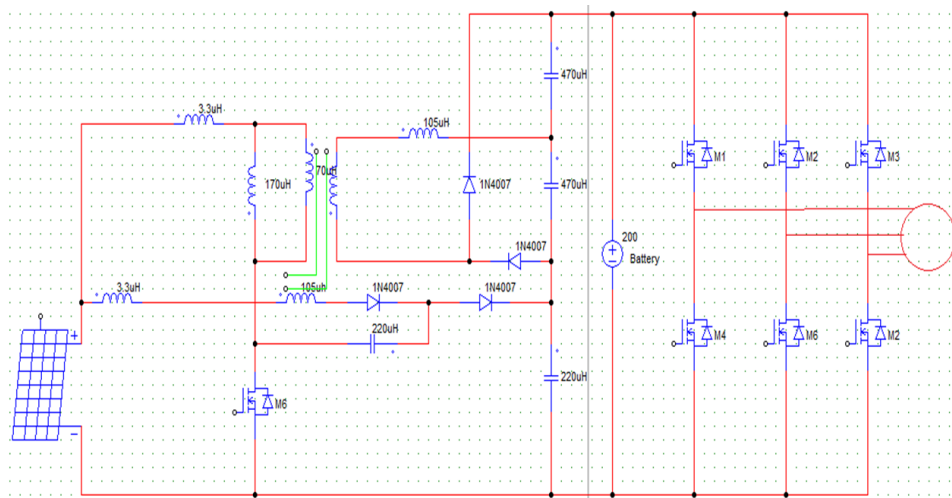 470uH
3.3uH
105uH
170uH
70uH
1N4007
470uH
M1
M2
M3
200
Battery
1N4007
3.3uH
105uh
1N4007
1N4007
220uH
M4
M6
M2
220uH
M6
+
−